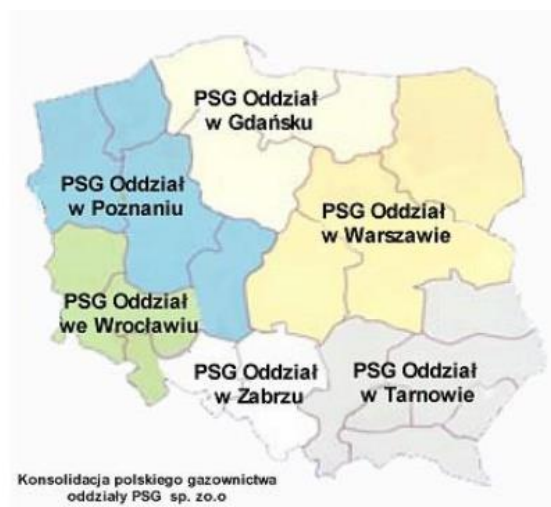 PSG Oddział
w Gdańsku
PSG Oddział
w Poznaniu
PSG Oddział
w Warszawie
PSG Oddział
we Wrocławiu
PSG Oddział
w Zabrzu
PSG Oddział
w Tarnowie
Konsolidacja polskiego gazownictwa
oddziały PSG sp. zo.o